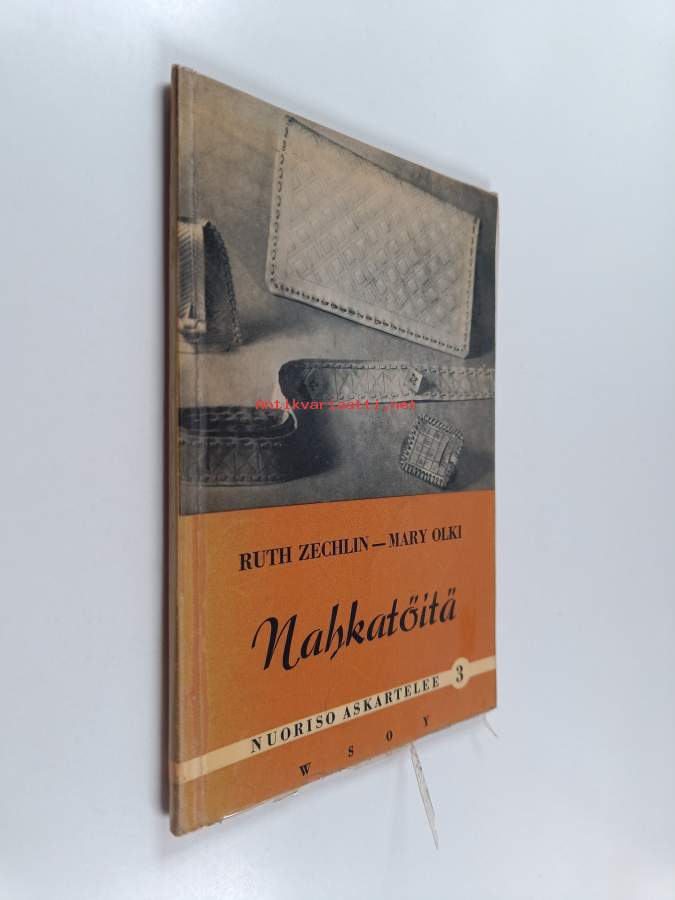 Antikvariaatti.net
RUTH ZECHLIN — MARY OLKI
Nahkatöitä
NUORISO ASKARTELEE 3
W S O Y